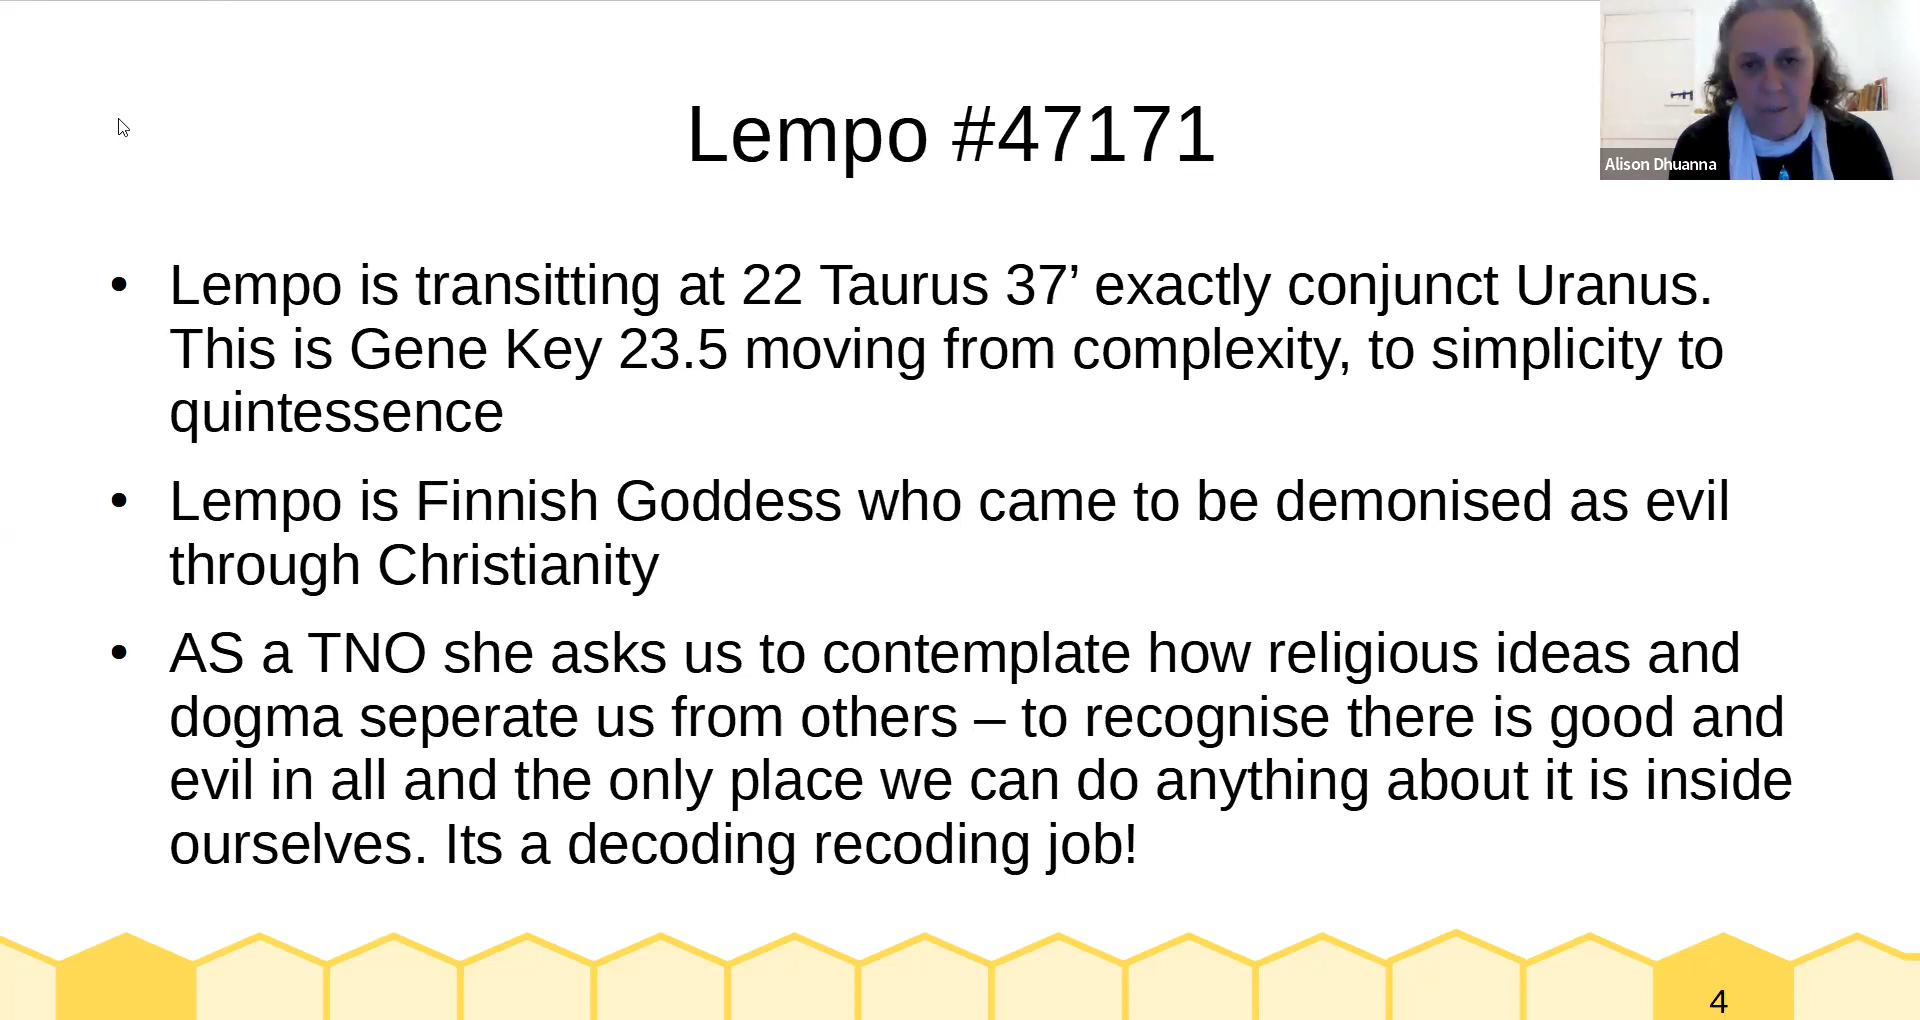 Lempo #47171
Alison Dhuanna
• Lempo is transitting at 22 Taurus 37’ exactly conjunct Uranus.
This is Gene Key 23.5 moving from complexity, to simplicity to
quintessence
• Lempo is Finnish Goddess who came to be demonised as evil
through Christianity
• AS a TNO she asks us to contemplate how religious ideas and
dogma seperate us from others – to recognise there is good and
evil in all and the only place we can do anything about it is inside
ourselves. Its a decoding recoding job!
4